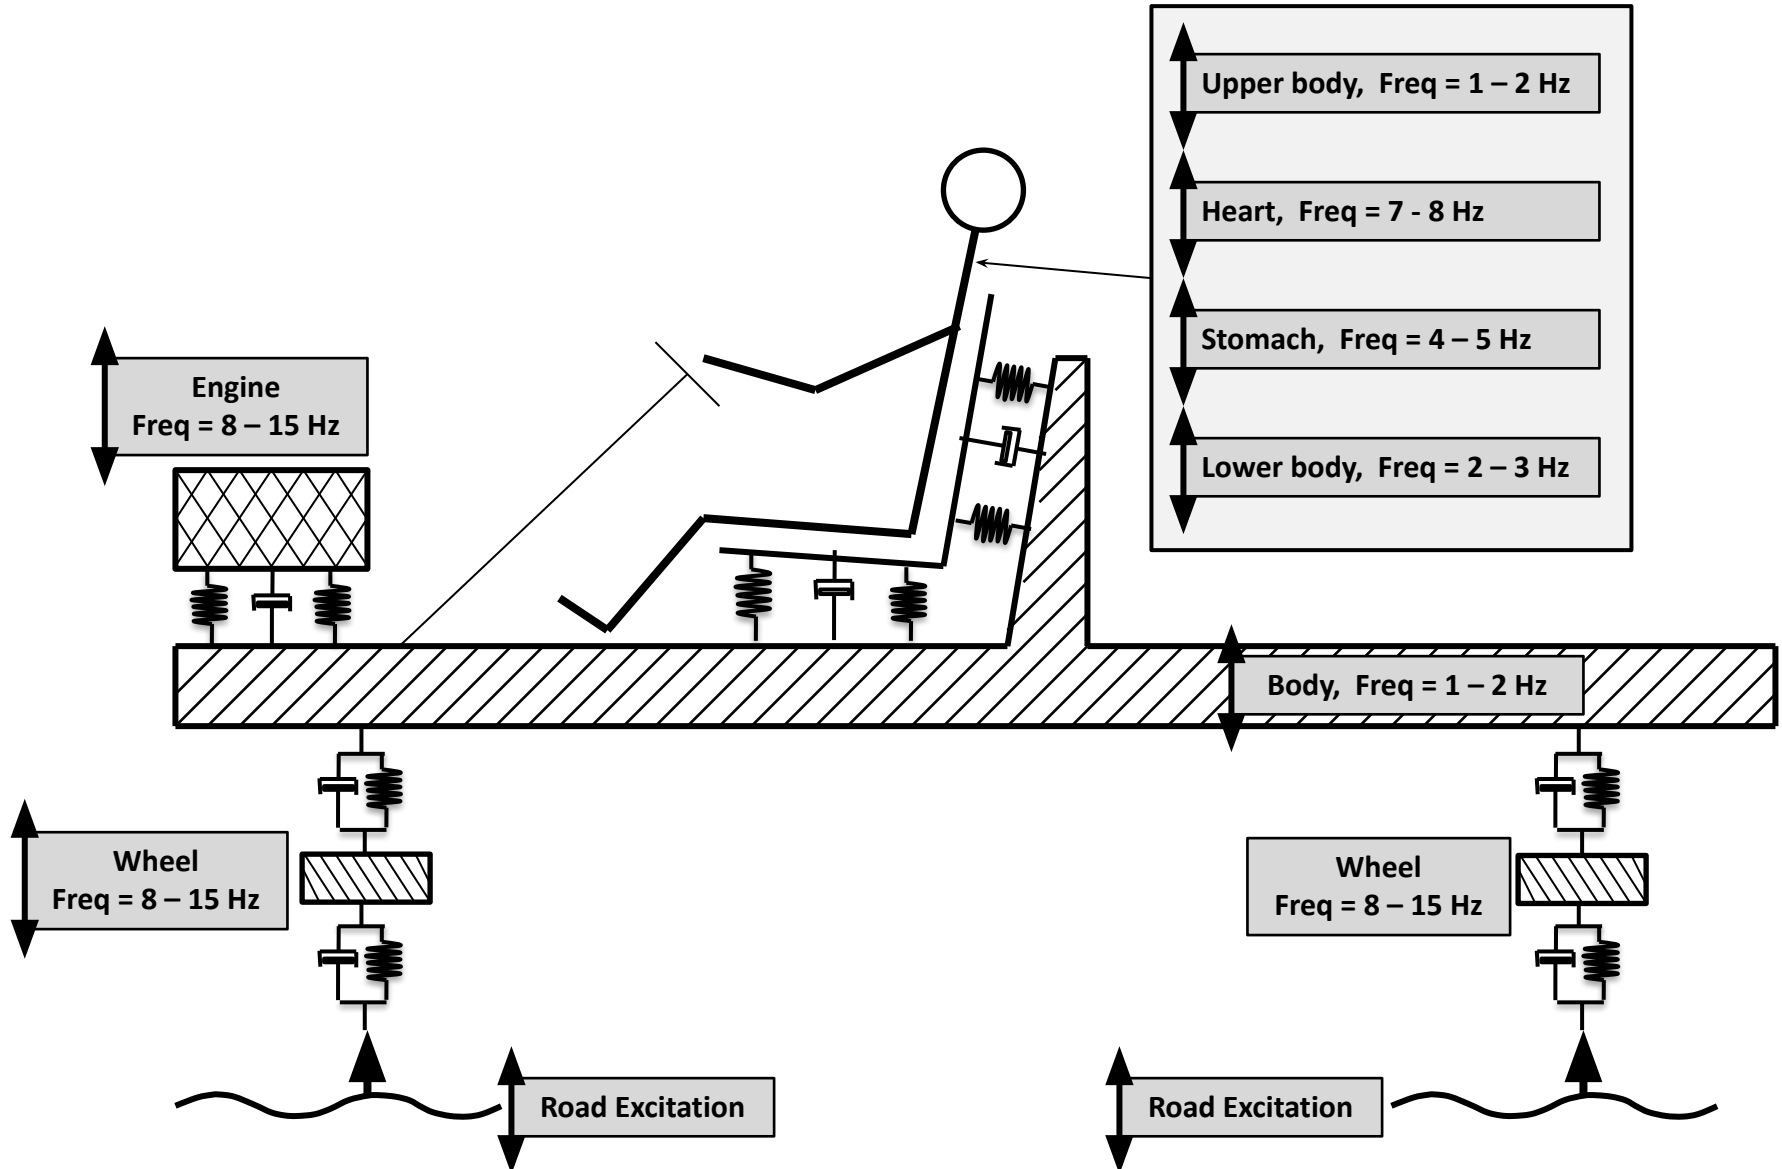 Upper body,  Freq = 1 – 2 Hz
Heart,  Freq = 7 - 8 Hz
Stomach,  Freq = 4 – 5 Hz
Lower body,  Freq = 2 – 3 Hz
Engine
Freq = 8 – 15 Hz
Body,  Freq = 1 – 2 Hz
Wheel
Freq = 8 – 15 Hz
Wheel
Freq = 8 – 15 Hz
Road Excitation
Road Excitation